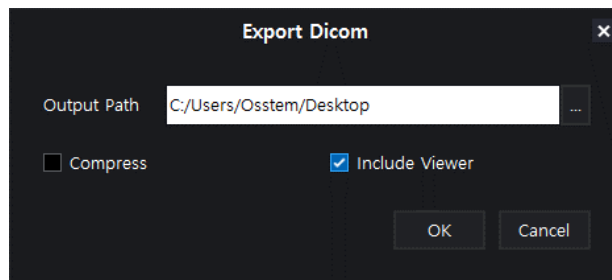 Export Dicom
Output Path C:/Users/Osstem/Desktop ...
Compress Include Viewer
OK Cancel